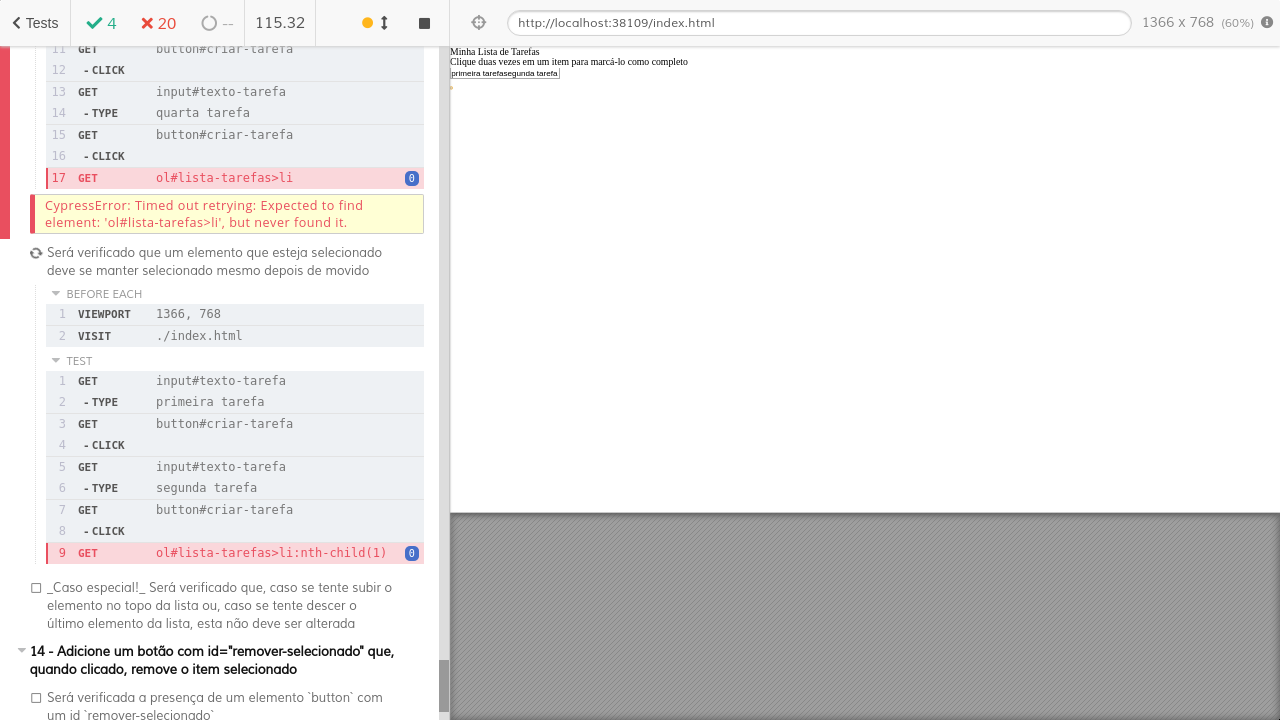 Tests 4 20 -- 115.32 http://localhost:38109/index.html 1366 x 768 (60%)
11 GET button#criar-tarefa
12 - CLICK
13 GET input#texto-tarefa
14 - TYPE quarta tarefa
15 GET button#criar-tarefa
16 - CLICK
17 GET ol#lista-tarefas>li 0
CypressError: Timed out retrying: Expected to find
element: 'ol#lista-tarefas>li', but never found it.
Será verificado que um elemento que esteja selecionado
deve se manter selecionado mesmo depois de movido
BEFORE EACH
1 VIEWPORT 1366, 768
2 VISIT ./index.html
TEST
1 GET input#texto-tarefa
2 - TYPE primeira tarefa
3 GET button#criar-tarefa
4 - CLICK
5 GET input#texto-tarefa
6 - TYPE segunda tarefa
7 GET button#criar-tarefa
8 - CLICK
9 GET ol#lista-tarefas>li:nth-child(1) 0
_Caso especial!_ Será verificado que, caso se tente subir o
elemento no topo da lista ou, caso se tente descer o
último elemento da lista, esta não deve ser alterada
14 - Adicione um botão com id="remover-selecionado" que,
quando clicado, remove o item selecionado
Será verificada a presença de um elemento `button` com
um id `remover-selecionado`
Minha Lista de Tarefas
Clique duas vezes em um item para marcá-lo como completo
primeira tarefasegunda tarefa